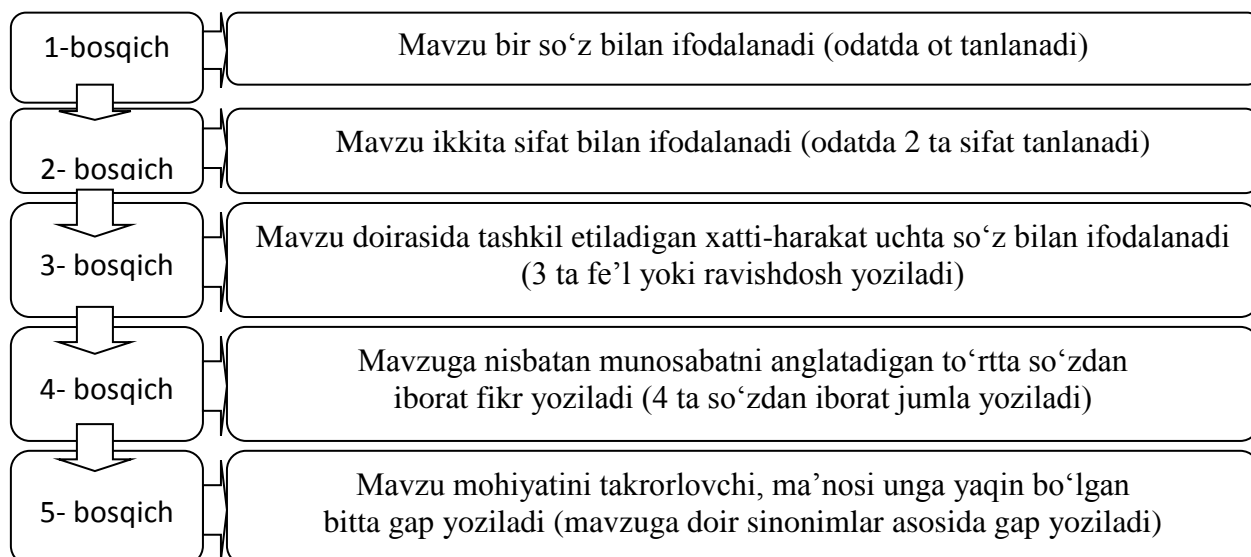 1-bosqich
Mavzu bir so‘z bilan ifodalanadi (odatda ot tanlanadi)
2- bosqich
Mavzu ikkita sifat bilan ifodalanadi (odatda 2 ta sifat tanlanadi)
3- bosqich
Mavzu doirasida tashkil etiladigan xatti-harakat uchta so‘z bilan ifodalanadi
(3 ta fe’l yoki ravishdosh yoziladi)
4- bosqich
Mavzuga nisbatan munosabatni anglatadigan to‘rtta so‘zdan
iborat fikr yoziladi (4 ta so‘zdan iborat jumla yoziladi)
5- bosqich
Mavzu mohiyatini takrorlovchi, ma’nosi unga yaqin bo‘lgan
bitta gap yoziladi (mavzuga doir sinonimlar asosida gap yoziladi)